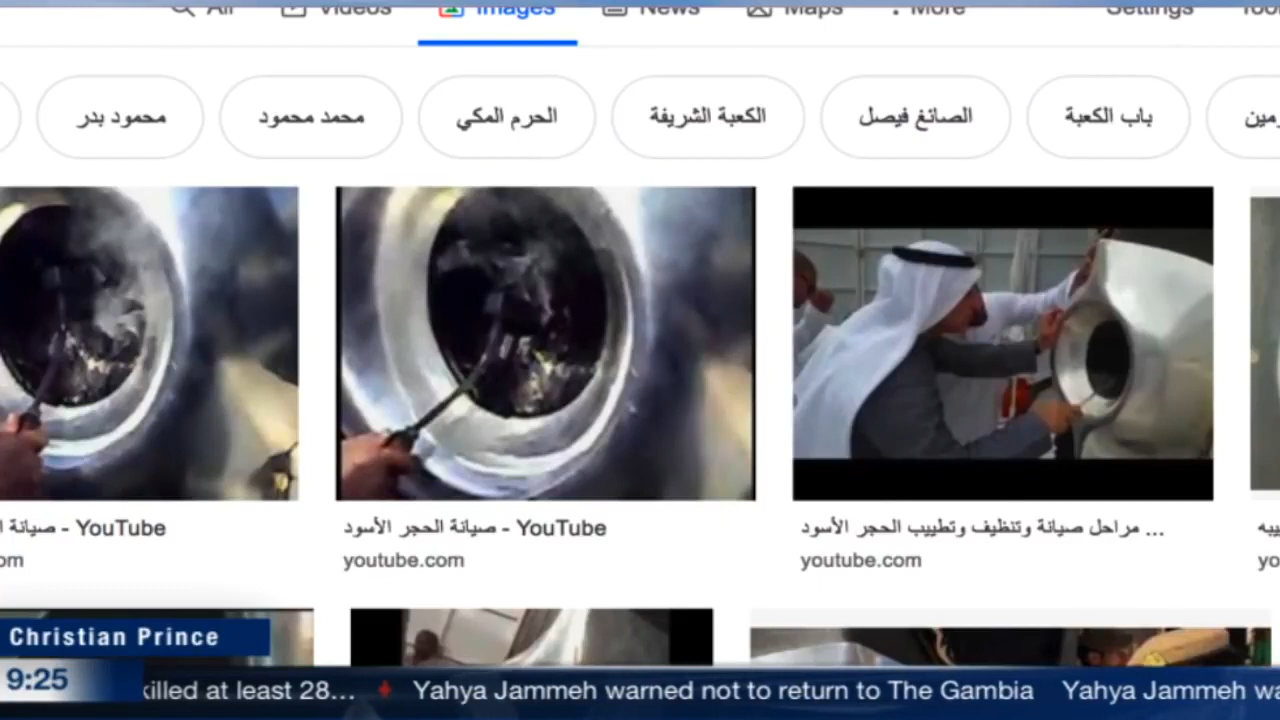 All Videos Images News Maps More Settings
محمود بدر
محمد محمود
الحرم المكي
الكعبة الشريفة
الصائغ فيصل
باب الكعبة
صيانة - YouTube
صيانة الحجر الأسود - YouTube
youtube.com
مراحل صيانة وتنظيف وتطييب الحجر الأسود ...
youtube.com
Christian Prince
9:25
killed at least 28... Yahya Jammeh warned not to return to The Gambia Yahya Jammeh